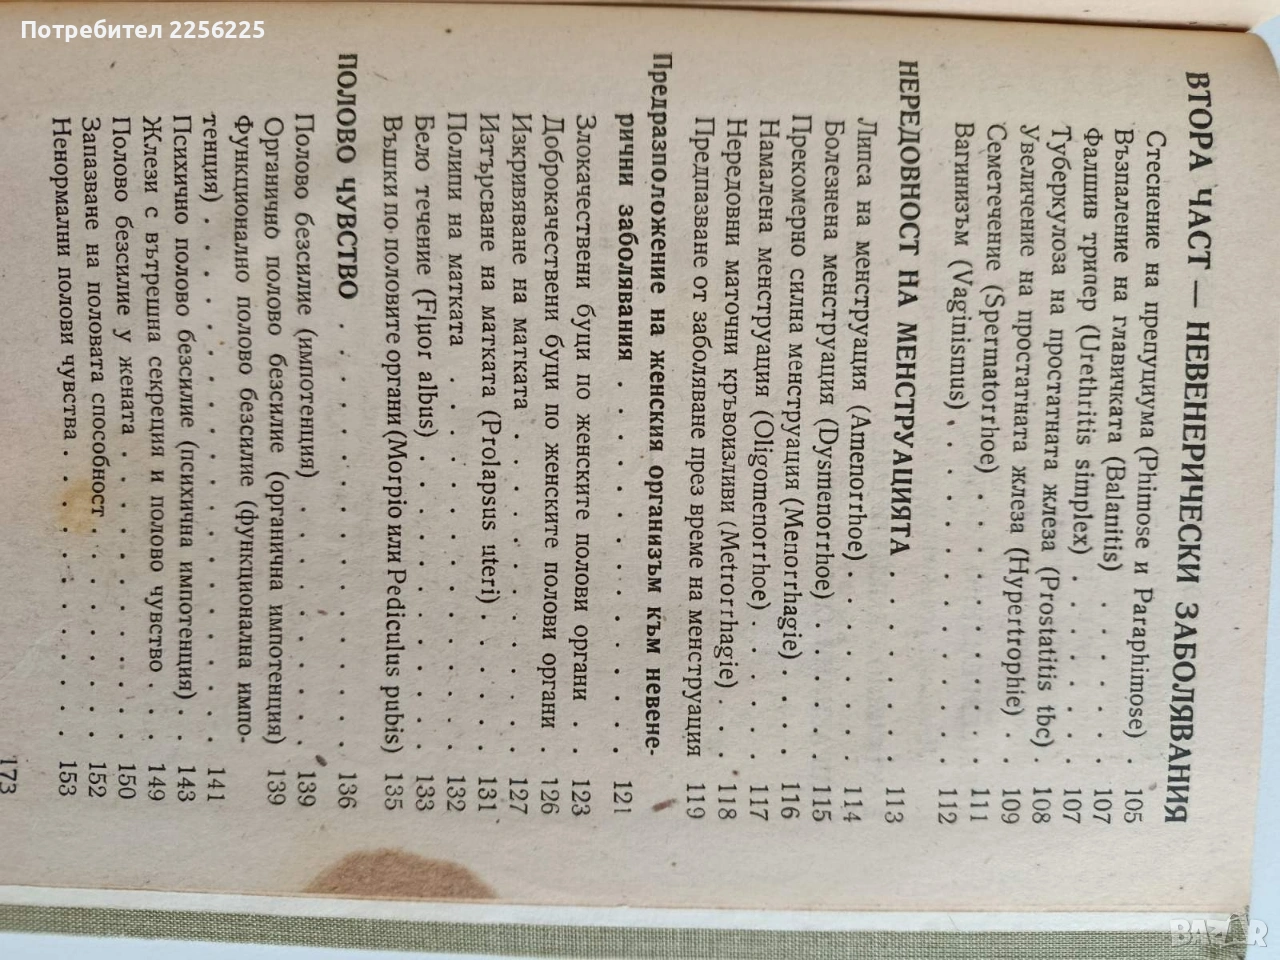 Потребител 2256225
ВТОРА ЧАСТ — НЕВЕНЕРИЧЕСКИ ЗАБОЛЯВАНИЯ
Стеснение на препуциума (Phimose и Paraphimose) . 105
Възпаление на главичката (Balanitis) . . . . . 107
Фалшив трипер (Urethritis simplex) . . . . . . 107
Туберкулоза на простатната жлеза (Prostatitis tbc) . 108
Увеличение на простатната жлеза (Hypertrophie) . 109
Семетечение (Spermatorrhoe) . . . . . . . . 111
Вагинизъм (Vaginismus) . . . . . . . . . . 112
НЕРЕДОВНОСТ НА МЕНСТРУАЦИЯТА . . . . . . 113
Липса на менструация (Amenorrhoe) . . . . . . 114
Болезнена менструация (Dysmenorrhoe) . . . . . 115
Прекомерно силна менструация (Menorrhagie) . . . 116
Намалена менструация (Oligomenorrhoe) . . . . . 117
Нередовни маточни кръвоизливи (Metrorrhagie) . . . 118
Предпазване от заболяване през време на менструация 119
Предразположение на женския организъм към невене-
рични заболявания . . . . . . . . . . . 121
Злокачествени буци по женските полови органи . . 123
Доброкачествени буци по женските полови органи . 126
Изкривяване на матката . . . . . . . . . . 127
Изтърсване на матката (Prolapsus uteri) . . . . . 131
Полипи на матката . . . . . . . . . . . . 132
Бело течение (Fluor albus) . . . . . . . . . 133
Въшки по половите органи (Morpio или Pediculus pubis) 135
ПОЛОВО ЧУВСТВО . . . . . . . . . . . . 136
Полово безсилие (импотенция) . . . . . . . . 139
Органично полово безсилие (органична импотенция) 139
Функционално полово безсилие (функционална импо-
тенция) . . . . . . . . . . . . . . . 141
Психично полово безсилие (психична импотенция) . . 143
Жлези с вътрешна секреция и полово чувство . . . 149
Полово безсилие у жената . . . . . . . . . 150
Запазване на половата способност . . . . . . . 152
Ненормални полови чувства . . . . . . . . . 153
173
BAZAR